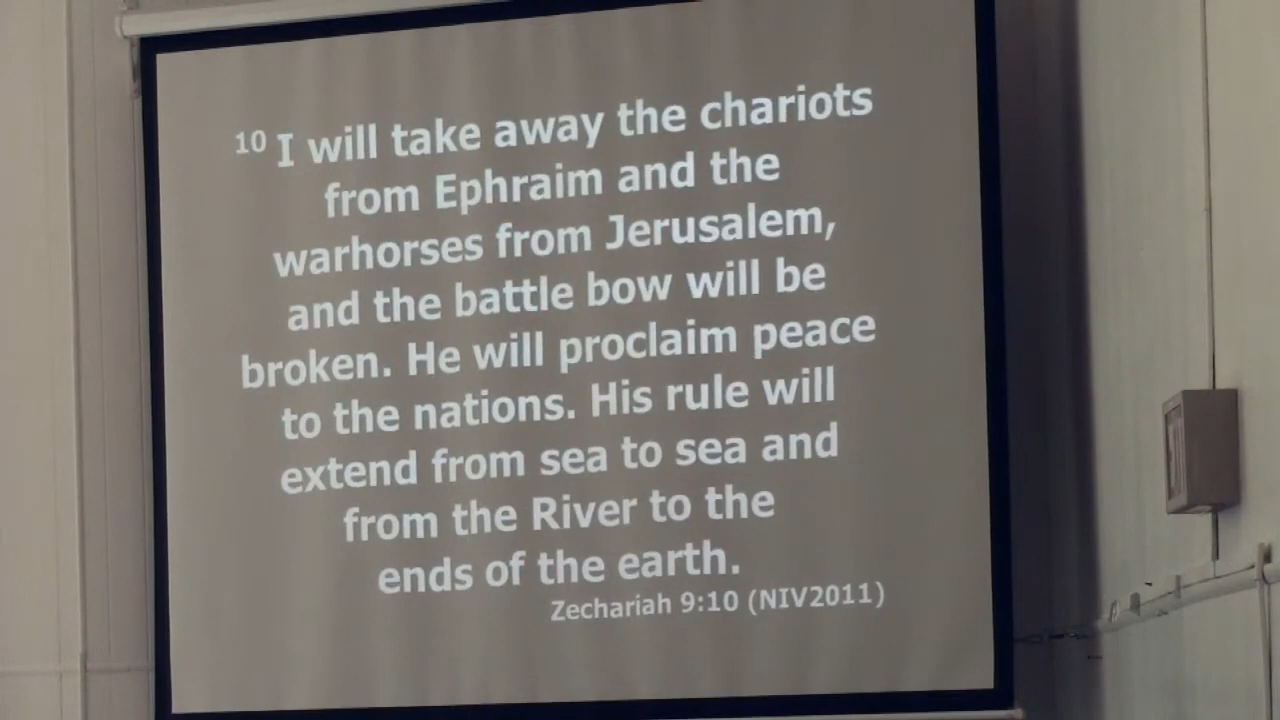 10 I will take away the chariots
from Ephraim and the
warhorses from Jerusalem,
and the battle bow will be
broken. He will proclaim peace
to the nations. His rule will
extend from sea to sea and
from the River to the
ends of the earth.
Zechariah 9:10 (NIV2011)